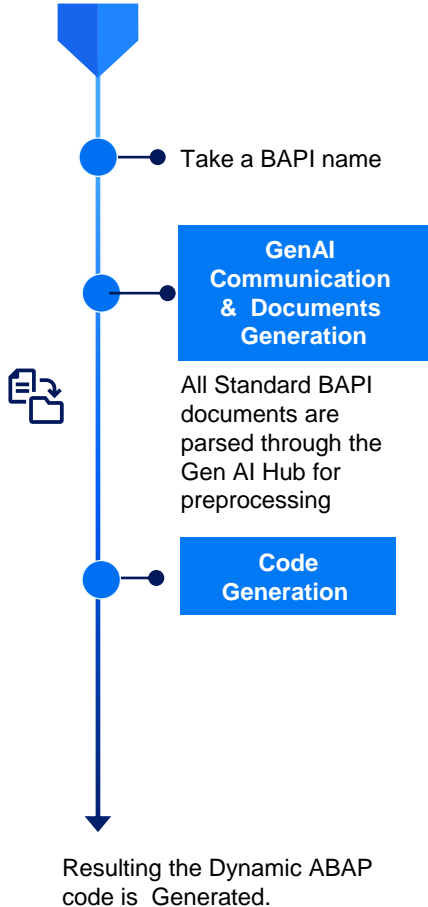 Take a BAPI name
GenAI
Communication
& Documents
Generation
All Standard BAPI
documents are
parsed through the
Gen AI Hub for
preprocessing
Code
Generation
Resulting the Dynamic ABAP
code is Generated.